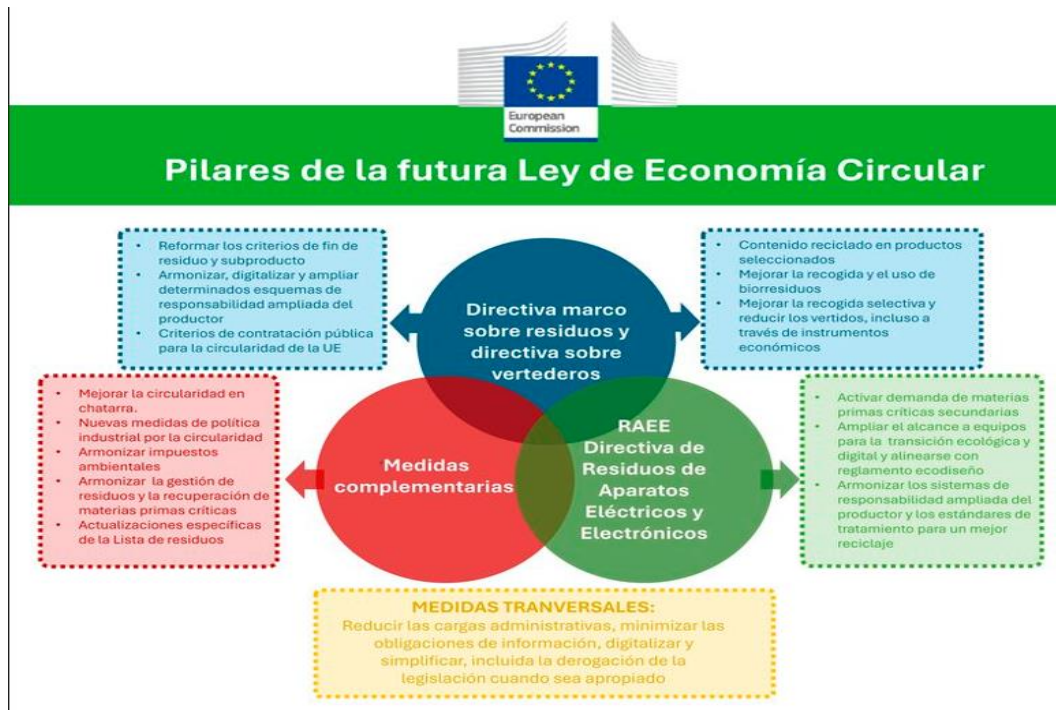 European
Commission
Pilares de la futura Ley de Economía Circular
• Reformar los criterios de fin de
residuo y subproducto
• Armonizar, digitalizar y ampliar
determinados esquemas de
responsabilidad ampliada del
productor
• Criterios de contratación pública
para la circularidad de la UE
Directiva marco
sobre residuos y
directiva sobre
vertederos
• Contenido reciclado en productos
seleccionados
• Mejorar la recogida y el uso de
biorresiduos
• Mejorar la recogida selectiva y
reducir los vertidos, incluso a
través de instrumentos
económicos
• Mejorar la circularidad en
chatarra.
• Nuevas medidas de política
industrial por la circularidad
• Armonizar impuestos
ambientales
• Armonizar la gestión de
residuos y la recuperación de
materias primas críticas
• Actualizaciones específicas
de la Lista de residuos
Medidas
complementarias
RAEE
Directiva de
Residuos de
Aparatos
Eléctricos y
Electrónicos
• Activar demanda de materias
primas críticas secundarias
• Ampliar el alcance a equipos
para la transición ecológica y
digital y alinearse con
reglamento ecodiseño
• Armonizar los sistemas de
responsabilidad ampliada del
productor y los estándares de
tratamiento para un mejor
reciclaje
MEDIDAS TRANVERSALES:
Reducir las cargas administrativas, minimizar las
obligaciones de información, digitalizar y
simplificar, incluida la derogación de la
legislación cuando sea apropiado